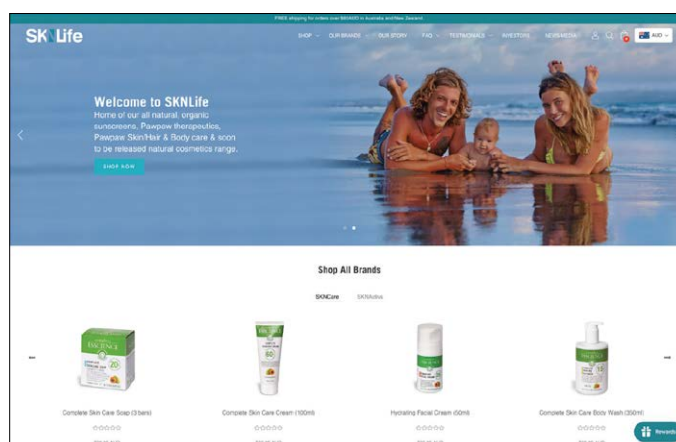 FREE shipping for orders over $80AUD in Australia and New Zealand.
SKNLife
SHOP OUR BRANDS OUR STORY FAQ TESTIMONIALS INVESTORS NEWS/MEDIA AUD
Welcome to SKNLife
Home of our all natural, organic
sunscreens, Pawpaw therapeutics,
Pawpaw Skin/Hair & Body care & soon
to be released natural cosmetics range.
SHOP NOW
Shop All Brands
SKNCare SKNActive
Complete Skin Care Soap (3 bars)
Complete Skin Care Cream (100ml)
Hydrating Facial Cream (50ml)
Complete Skin Care Body Wash (250ml)
Rewards